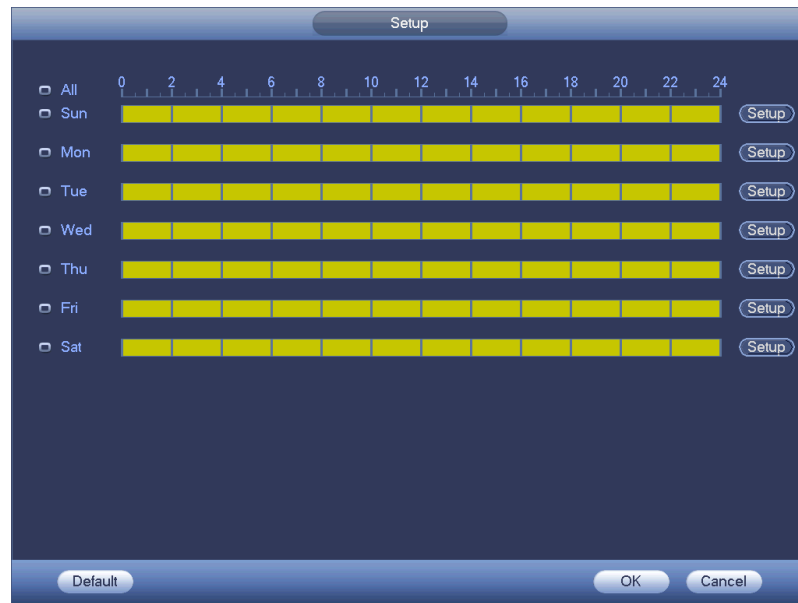 Setup
All 0 2 4 6 8 10 12 14 16 18 20 22 24
Sun Setup
Mon Setup
Tue Setup
Wed Setup
Thu Setup
Fri Setup
Sat Setup
Default OK Cancel